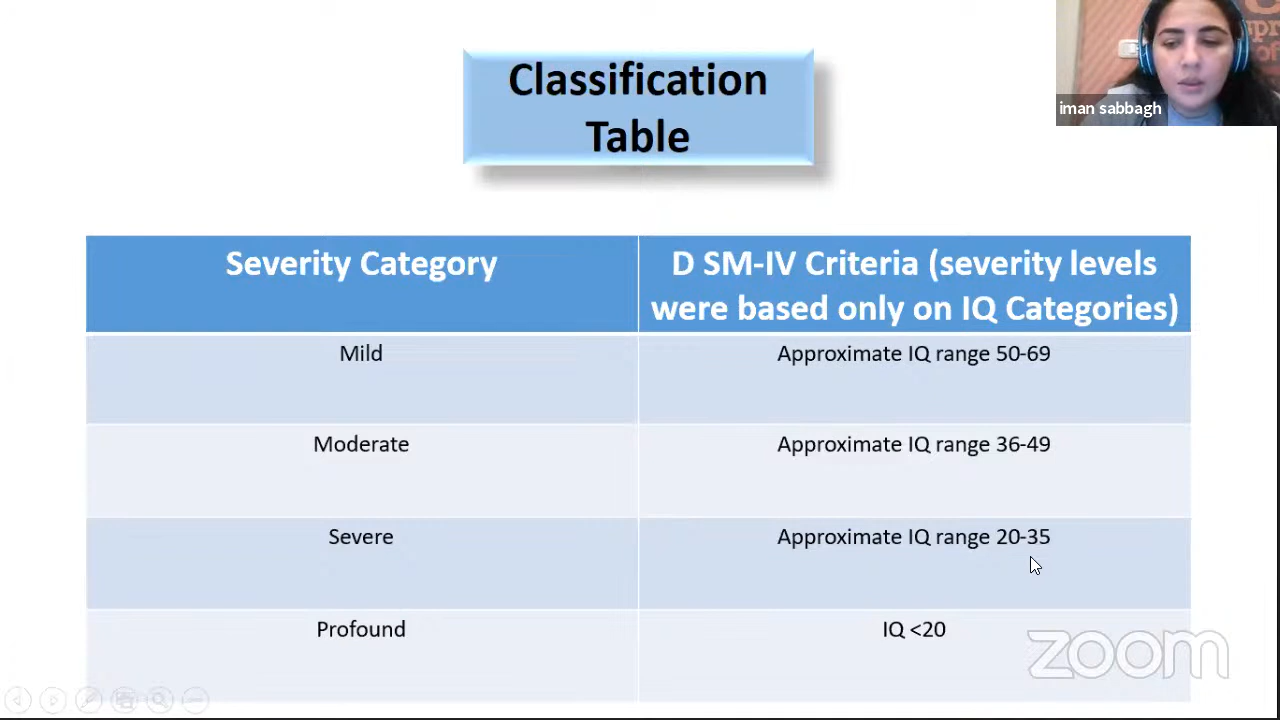 Classification
Table
iman sabbagh
Severity Category
D SM-IV Criteria (severity levels
were based only on IQ Categories)
Mild
Approximate IQ range 50-69
Moderate
Approximate IQ range 36-49
Severe
Approximate IQ range 20-35
Profound
IQ <20
zoom